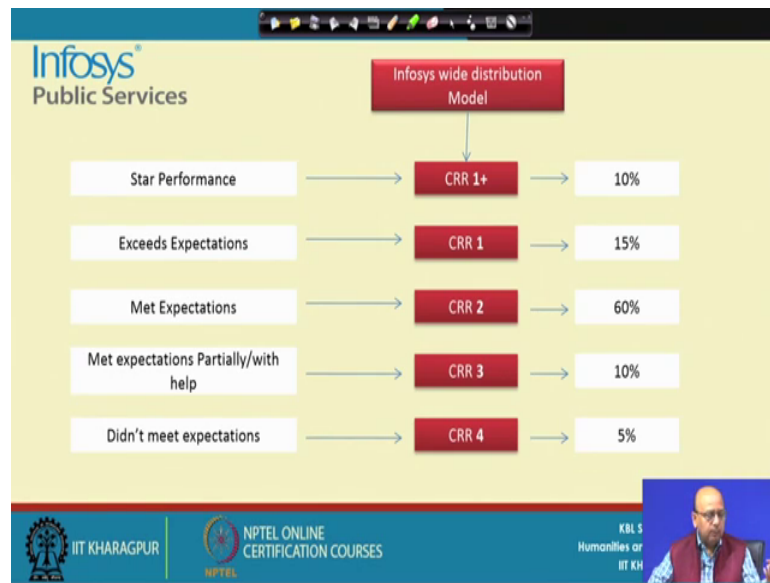 Infosys®
Public Services
Infosys wide distribution
Model
Star Performance CRR 1+ 10%
Exceeds Expectations CRR 1 15%
Met Expectations CRR 2 60%
Met expectations Partially/with
help
CRR 3 10%
Didn't meet expectations CRR 4 5%
IIT KHARAGPUR
NPTEL
NPTEL ONLINE
CERTIFICATION COURSES
KBL S
Humanities an
IIT KH